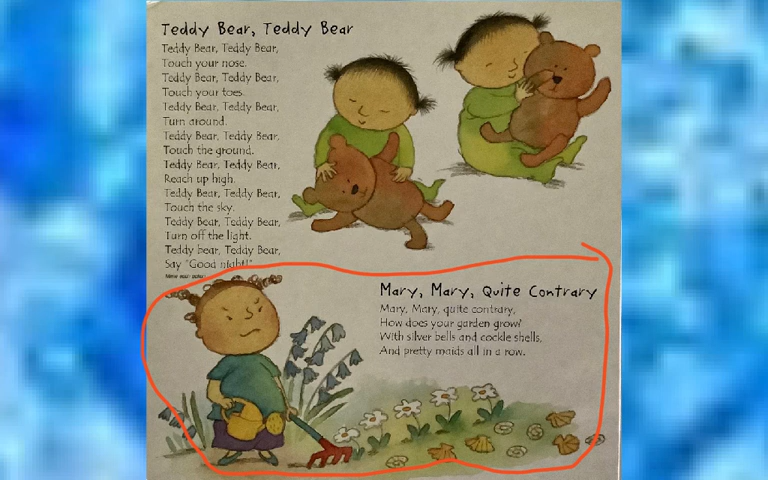 Teddy Bear, Teddy Bear
Teddy Bear, Teddy Bear,
Touch your nose.
Teddy Bear, Teddy Bear,
Touch your toes.
Teddy Bear, Teddy Bear,
Turn around.
Teddy Bear, Teddy Bear,
Touch the ground.
Teddy Bear, Teddy Bear,
Reach up high.
Teddy Bear, Teddy Bear,
Touch the sky.
Teddy Bear, Teddy Bear,
Turn off the light.
Teddy bear, Teddy Bear,
Say "Good night!"
Mary, Mary, Quite Contrary
Mary, Mary, quite contrary,
How does your garden grow?
With silver bells and cockle shells,
And pretty maids all in a row.